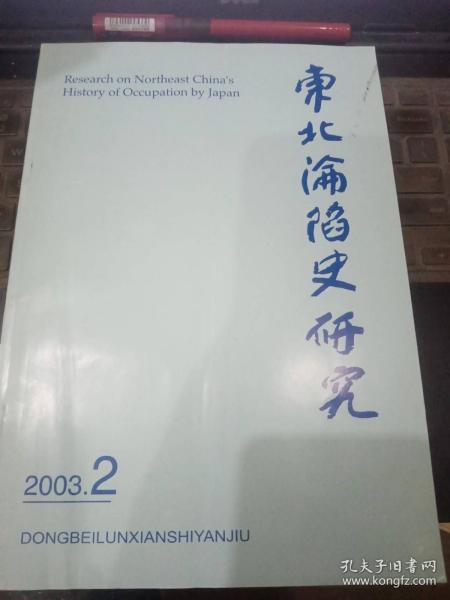 Research on Northeast China's
History of Occupation by Japan
東北淪陷史研究
2003.2
DONGBEILUNXIANSHIYANJIU
孔夫子旧书网
www.kongfz.com